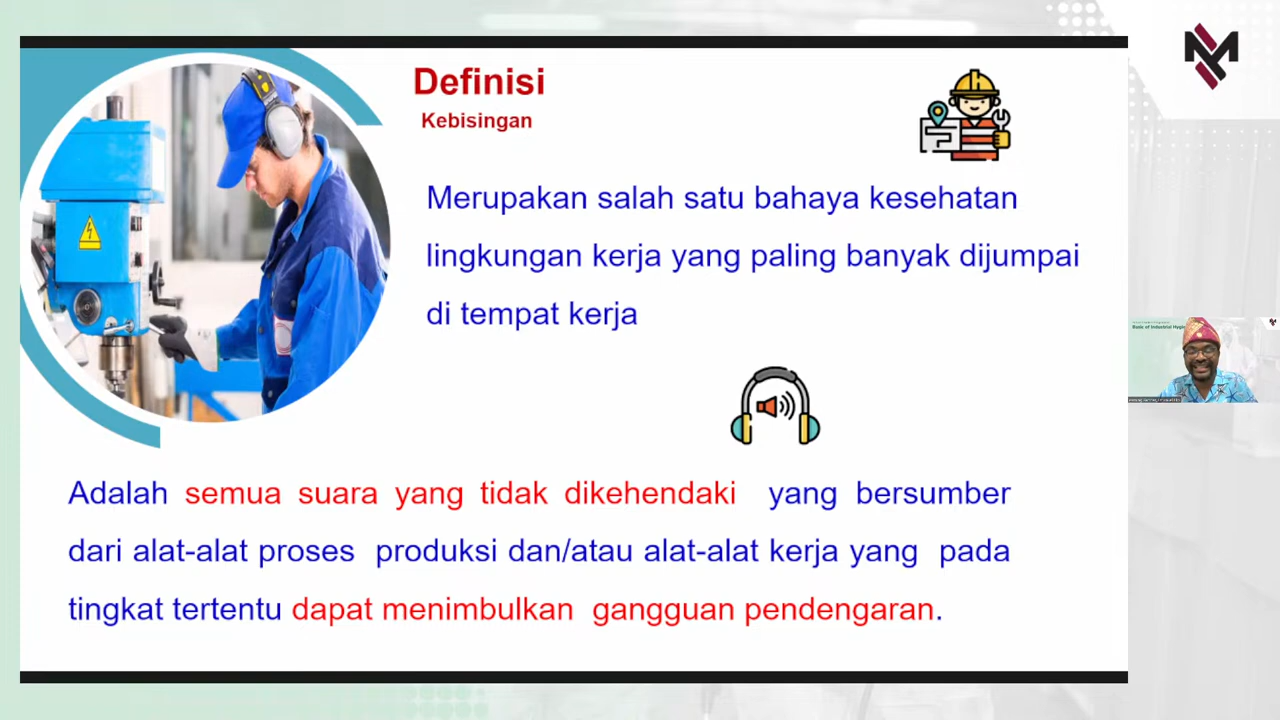 Definisi
Kebisingan
Merupakan salah satu bahaya kesehatan
lingkungan kerja yang paling banyak dijumpai
di tempat kerja
Adalah semua suara yang tidak dikehendaki yang bersumber
dari alat-alat proses produksi dan/atau alat-alat kerja yang pada
tingkat tertentu dapat menimbulkan gangguan pendengaran.